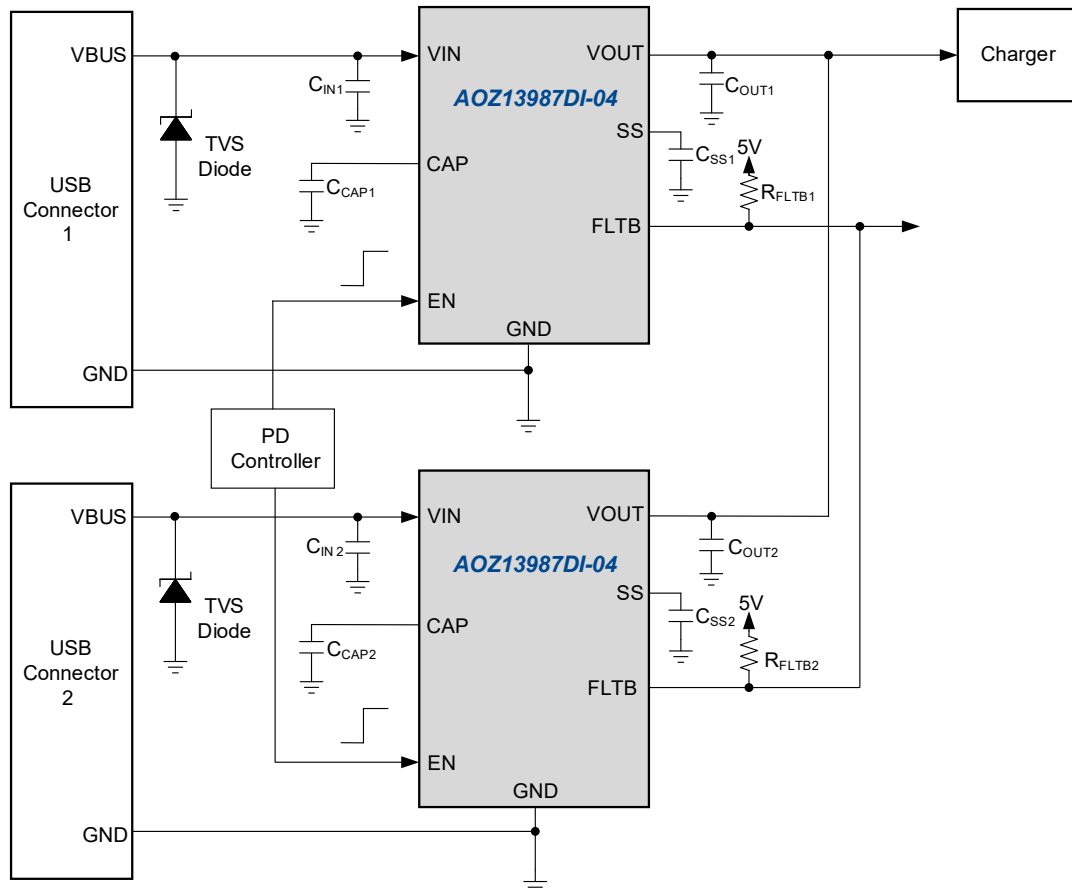 VBUS
USB
Connector
1
GND
TVS
Diode
CIN1
CCAP1
VIN
AOZ13987DI-04
CAP
EN
GND
VOUT
SS
FLTB
COUT1
CSS1
5V
RFLTB1
Charger
PD
Controller
VBUS
USB
Connector
2
GND
TVS
Diode
CIN 2
CCAP2
VIN
AOZ13987DI-04
CAP
EN
GND
VOUT
SS
FLTB
COUT2
CSS2
5V
RFLTB2